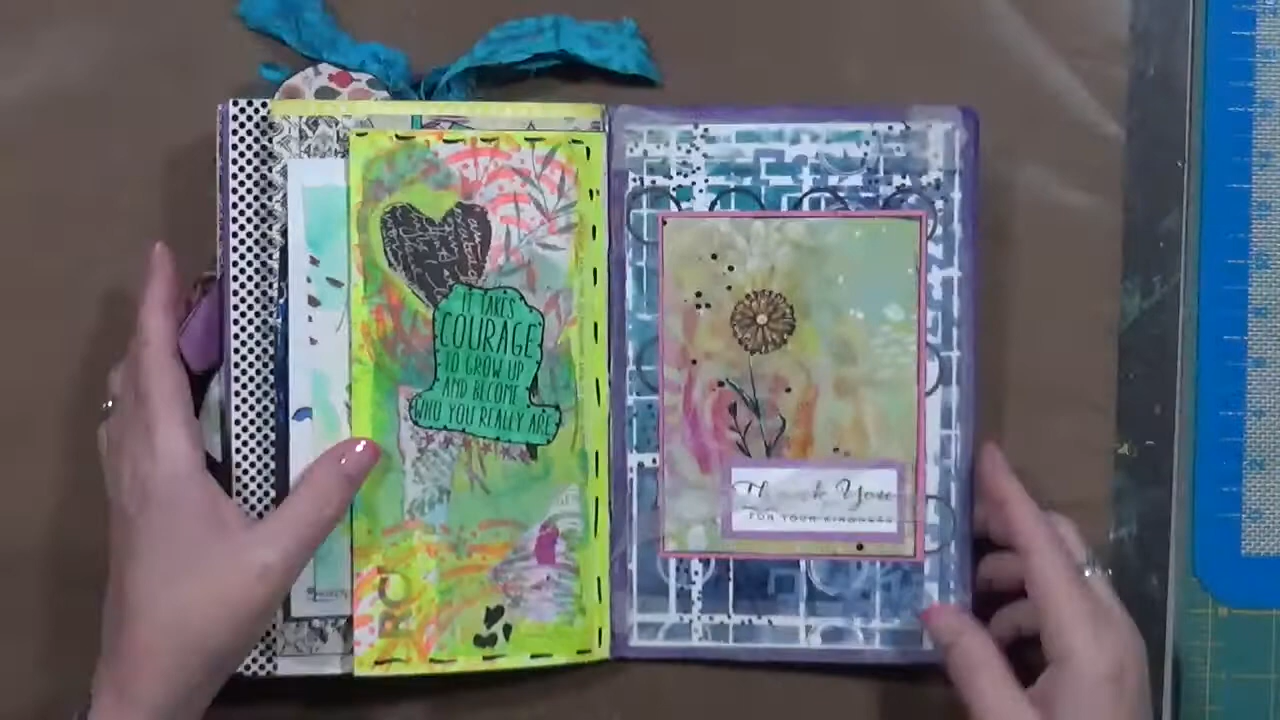 IT TAKES
COURAGE
TO GROW UP
AND BECOME
WHO YOU REALLY ARE
Thank You
FOR YOUR KINDNESS